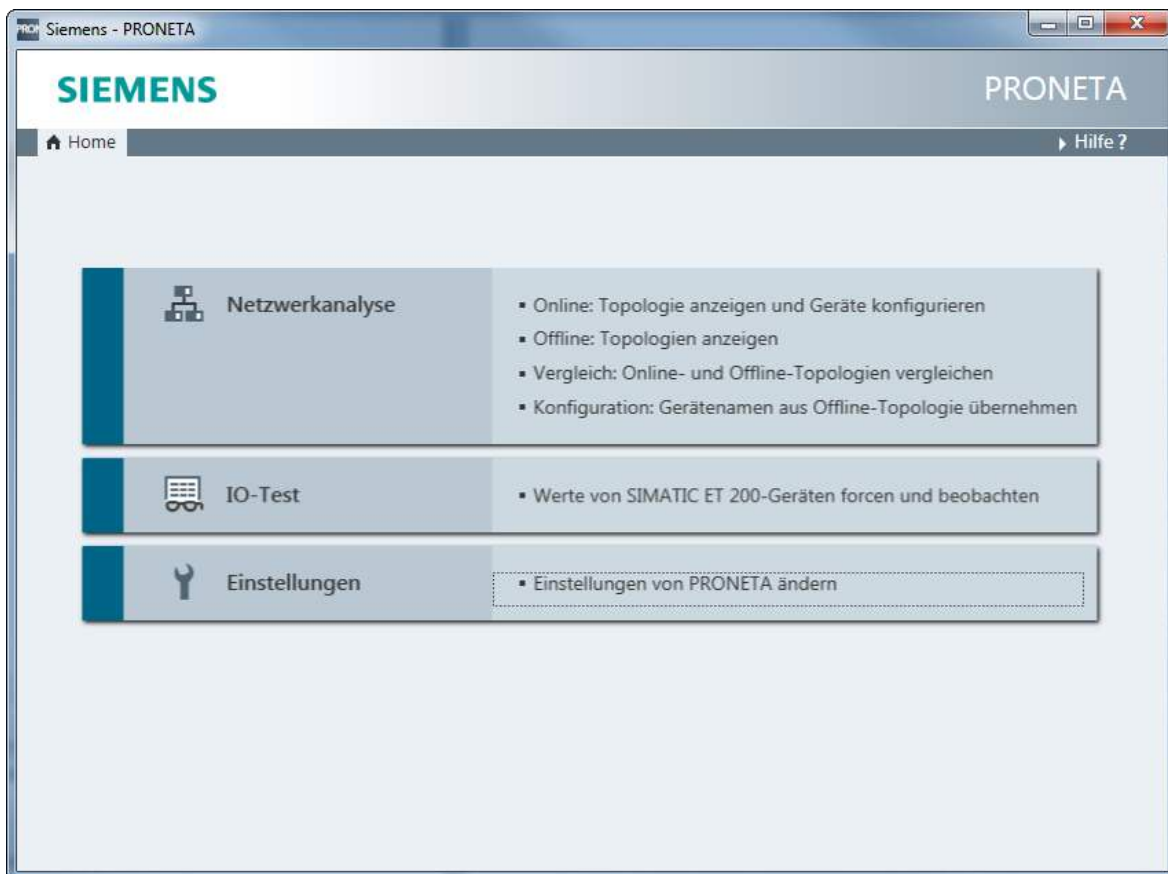 Siemens - PRONETA
SIEMENS
PRONETA
Home
Hilfe ?
Netzwerkanalyse
▪ Online: Topologie anzeigen und Geräte konfigurieren
▪ Offline: Topologien anzeigen
▪ Vergleich: Online- und Offline-Topologien vergleichen
▪ Konfiguration: Gerätenamen aus Offline-Topologie übernehmen
IO-Test
▪ Werte von SIMATIC ET 200-Geräten forcen und beobachten
Einstellungen
▪ Einstellungen von PRONETA ändern